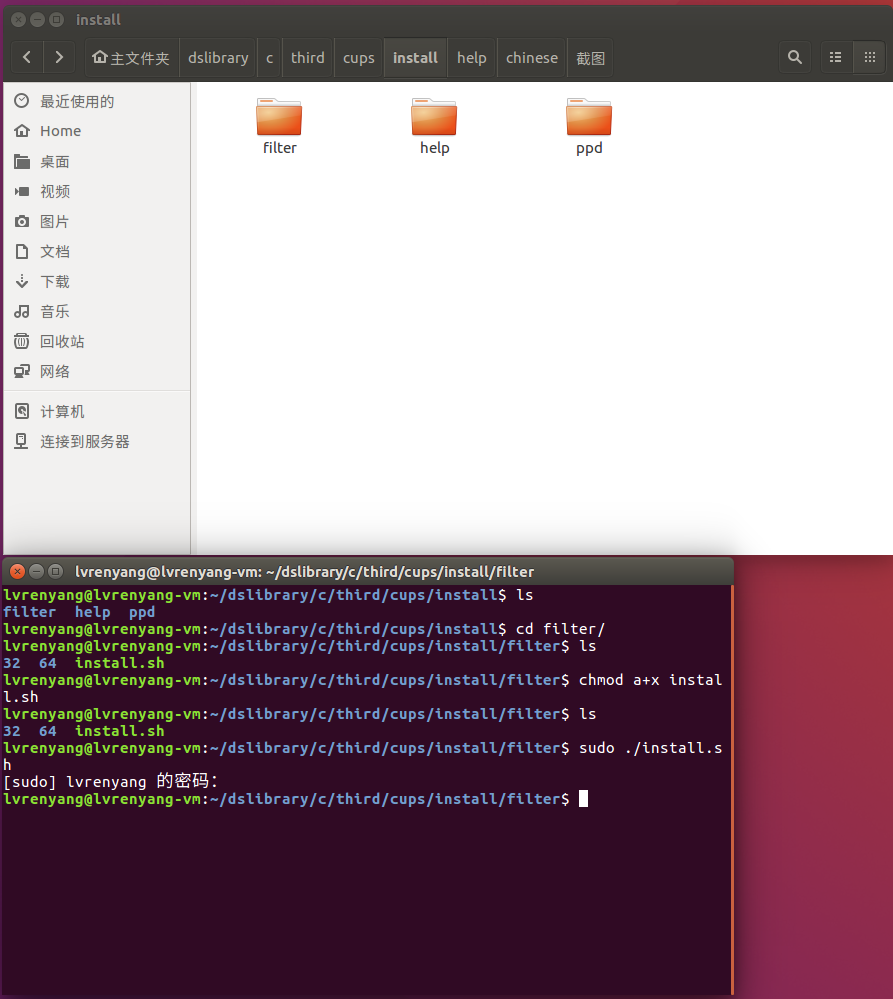 install
主文件夹 dslibrary c third cups install help chinese 截图
最近使用的
Home
桌面
视频
图片
文档
下载
音乐
回收站
网络
计算机
连接到服务器
filter help ppd
lvrenyang@lvrenyang-vm: ~/dslibrary/c/third/cups/install/filter
lvrenyang@lvrenyang-vm:~/dslibrary/c/third/cups/install$ ls
filter  help  ppd
lvrenyang@lvrenyang-vm:~/dslibrary/c/third/cups/install$ cd filter/
lvrenyang@lvrenyang-vm:~/dslibrary/c/third/cups/install/filter$ ls
32  64  install.sh
lvrenyang@lvrenyang-vm:~/dslibrary/c/third/cups/install/filter$ chmod a+x instal
l.sh
lvrenyang@lvrenyang-vm:~/dslibrary/c/third/cups/install/filter$ ls
32  64  install.sh
lvrenyang@lvrenyang-vm:~/dslibrary/c/third/cups/install/filter$ sudo ./install.s
h
[sudo] lvrenyang 的密码：
lvrenyang@lvrenyang-vm:~/dslibrary/c/third/cups/install/filter$